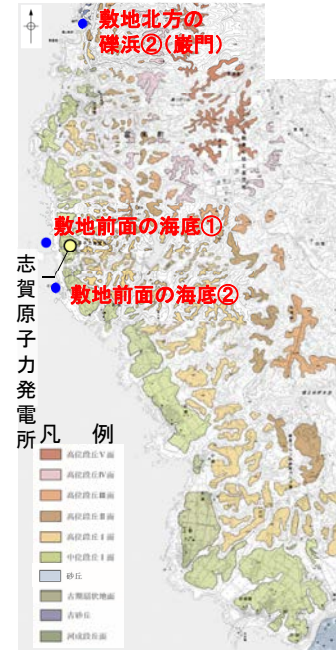 敷地北方の
礫浜②(巌門)
敷地前面の海底①
敷地前面の海底②
志賀原子力発電所
凡 例
高位段丘Ⅴ面
高位段丘Ⅳ面
高位段丘Ⅲ面
高位段丘Ⅱ面
高位段丘Ⅰ面
中位段丘Ⅰ面
砂丘
古期扇状地面
古砂丘
河成段丘面